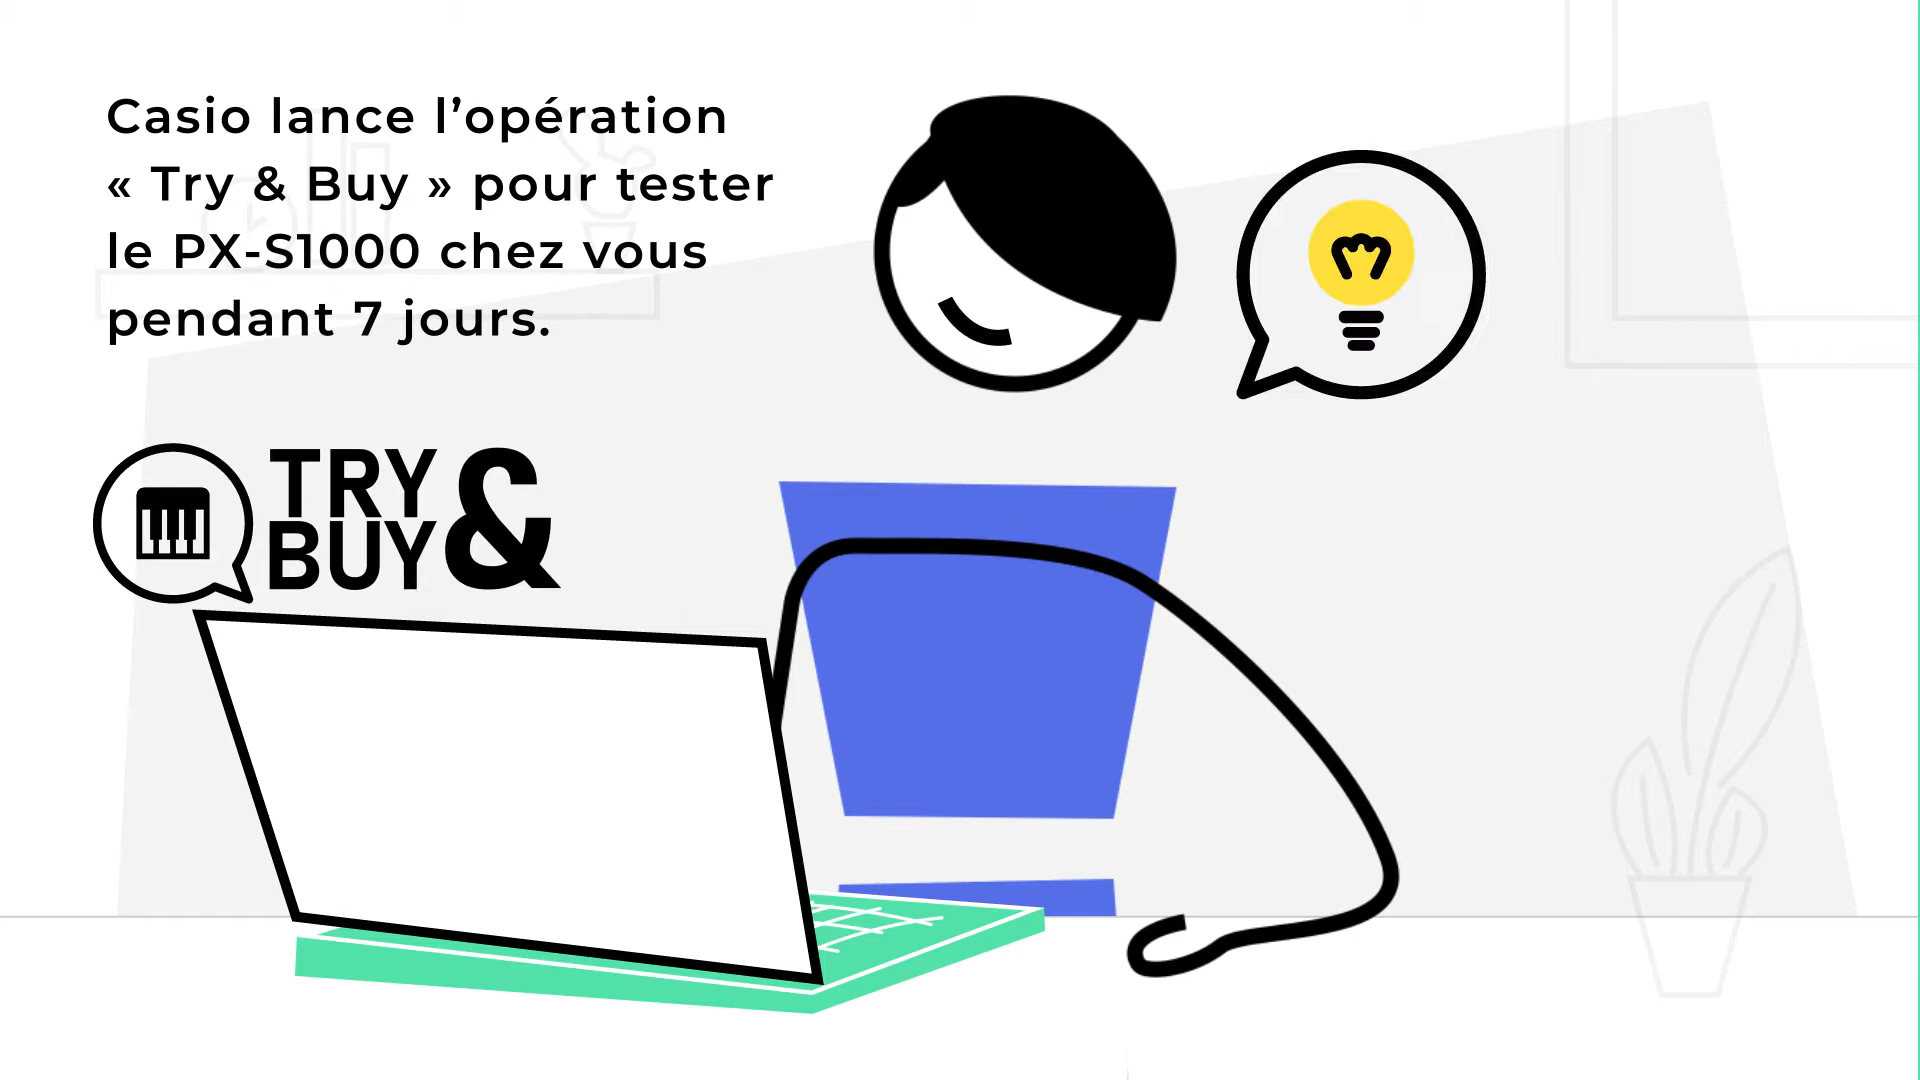 Casio lance l’opération
« Try & Buy » pour tester
le PX-S1000 chez vous
pendant 7 jours.
TRY &
BUY